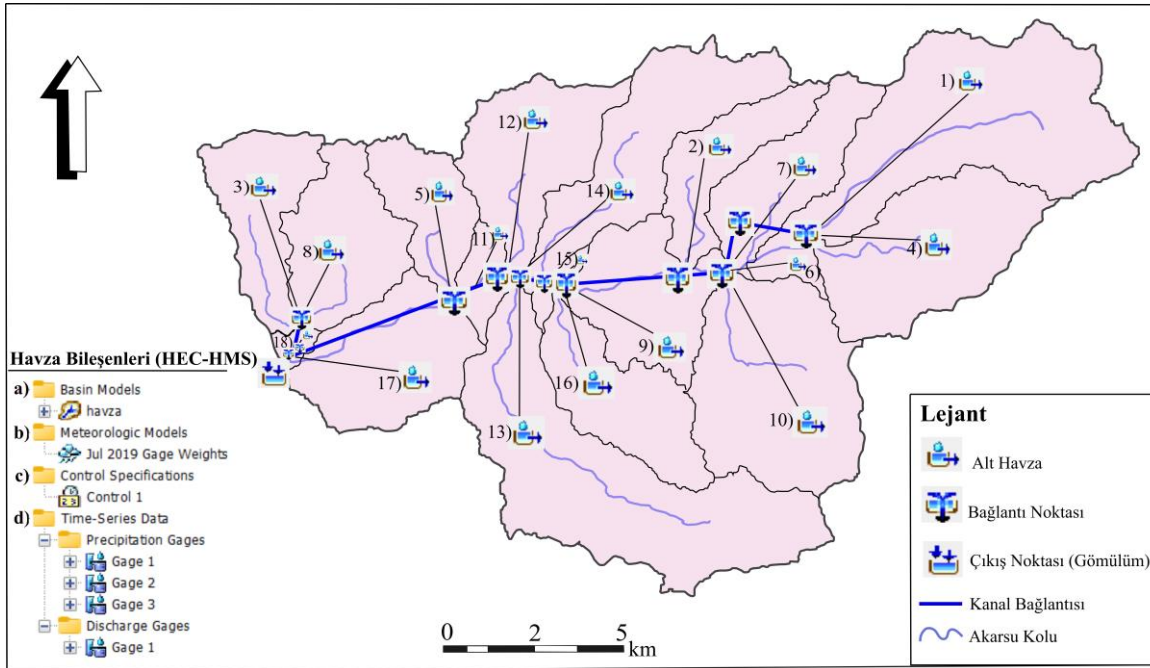 1)
12)
2)
7)
3)
5)
14)
8)
11)
4)
15)
6)
18)
9)
17)
16)
10)
13)
Havza Bileşenleri (HEC-HMS)
a) Basin Models
havza
b) Meteorologic Models
Jul 2019 Gage Weights
c) Control Specifications
Control 1
d) Time-Series Data
Precipitation Gages
Gage 1
Gage 2
Gage 3
Discharge Gages
Gage 1
0 2 5
km
Lejant
Alt Havza
Bağlantı Noktası
Çıkış Noktası (Gömülüm)
Kanal Bağlantısı
Akarsu Kolu